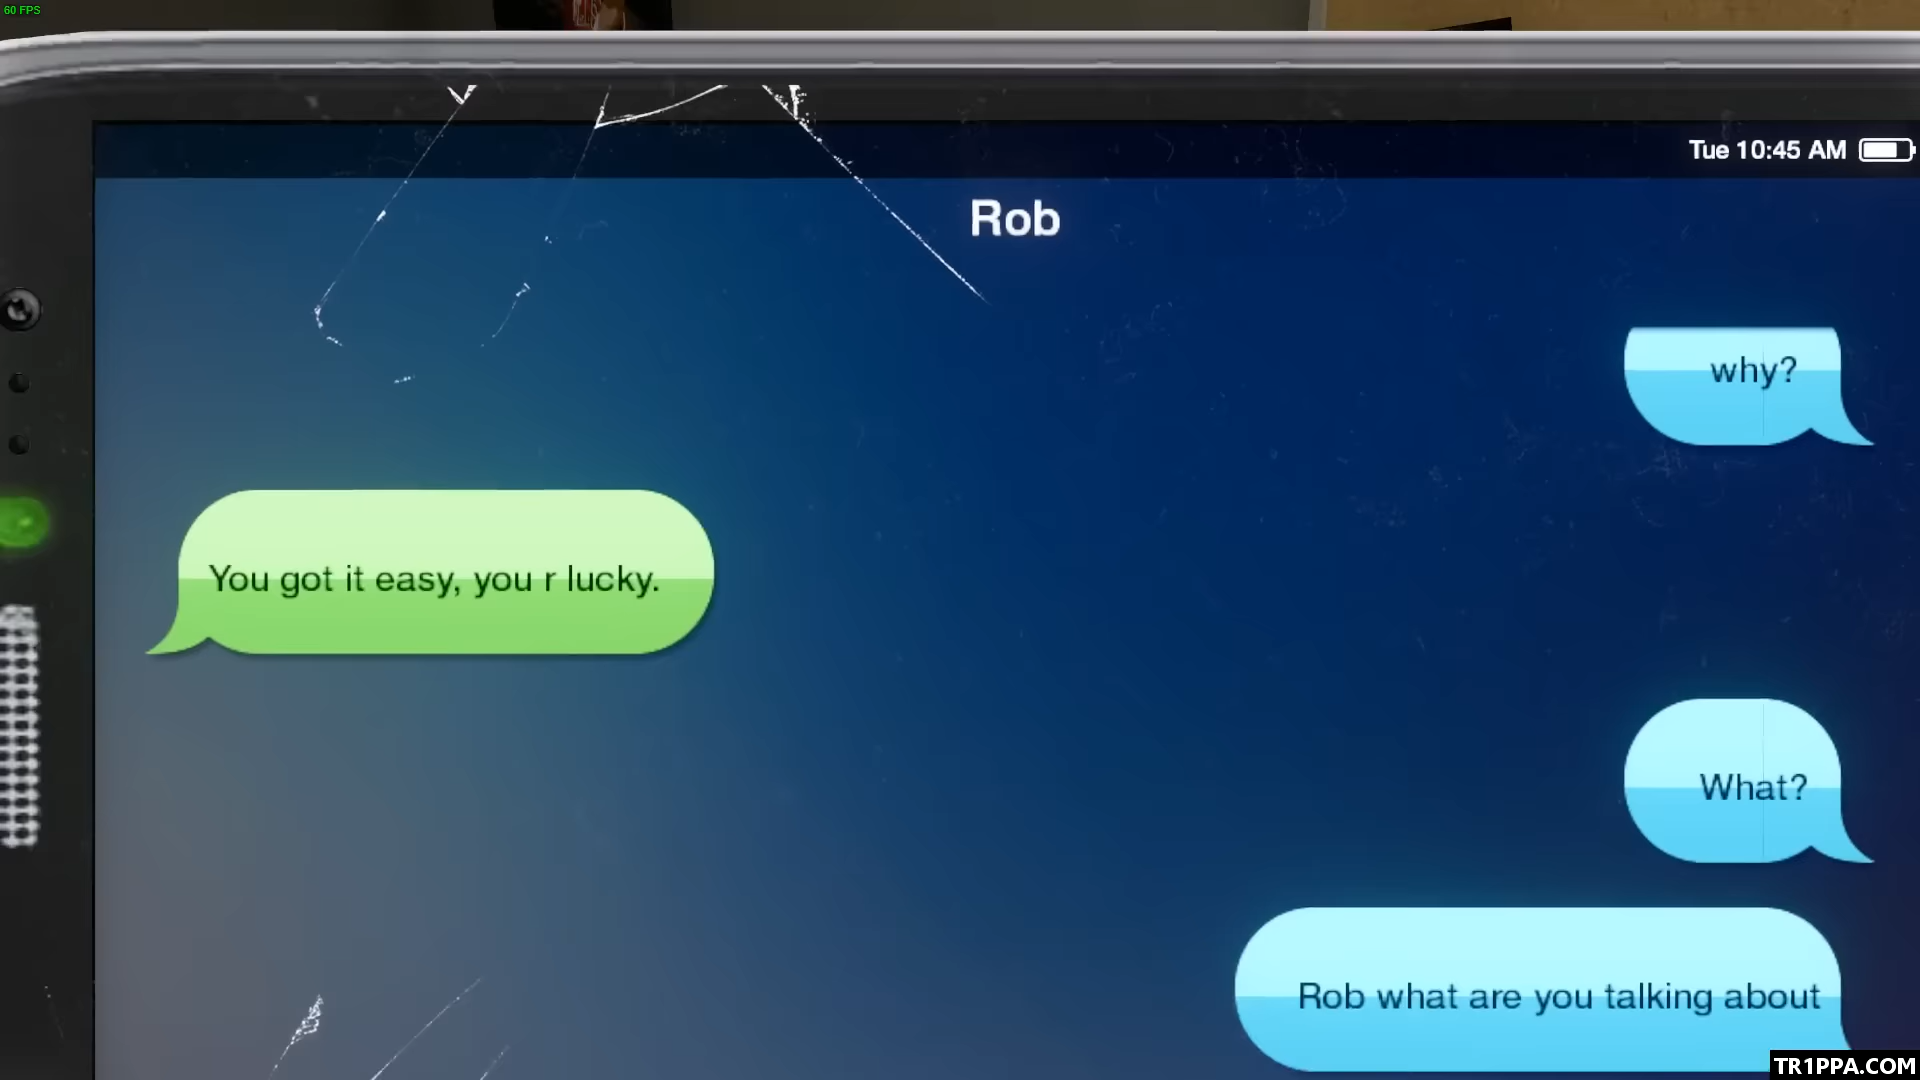 60 FPS
Tue 10:45 AM
Rob
why?
You got it easy, you r lucky.
What?
Rob what are you talking about
TR1PPA.COM